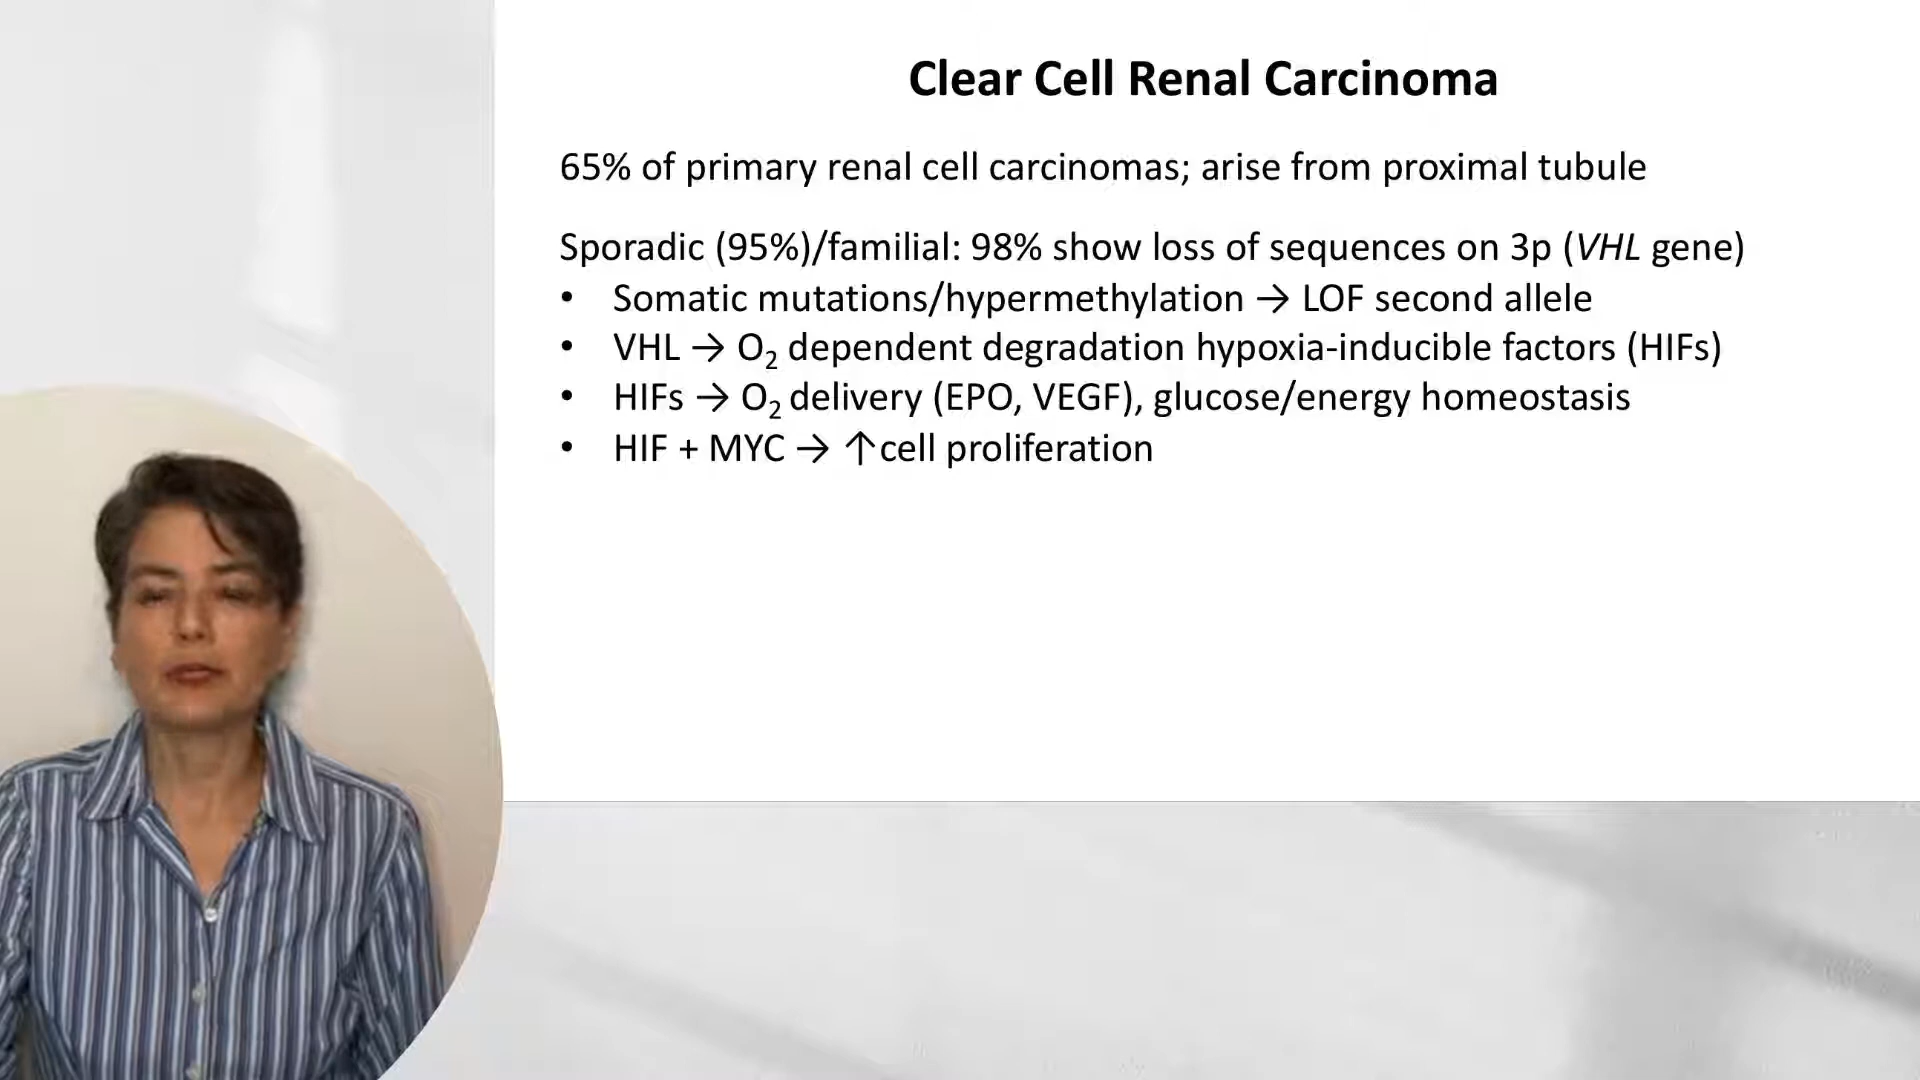 Clear Cell Renal Carcinoma
65% of primary renal cell carcinomas; arise from proximal tubule
Sporadic (95%)/familial: 98% show loss of sequences on 3p (VHL gene)
• Somatic mutations/hypermethylation → LOF second allele
• VHL → O₂ dependent degradation hypoxia-inducible factors (HIFs)
• HIFs → O₂ delivery (EPO, VEGF), glucose/energy homeostasis
• HIF + MYC → ↑cell proliferation